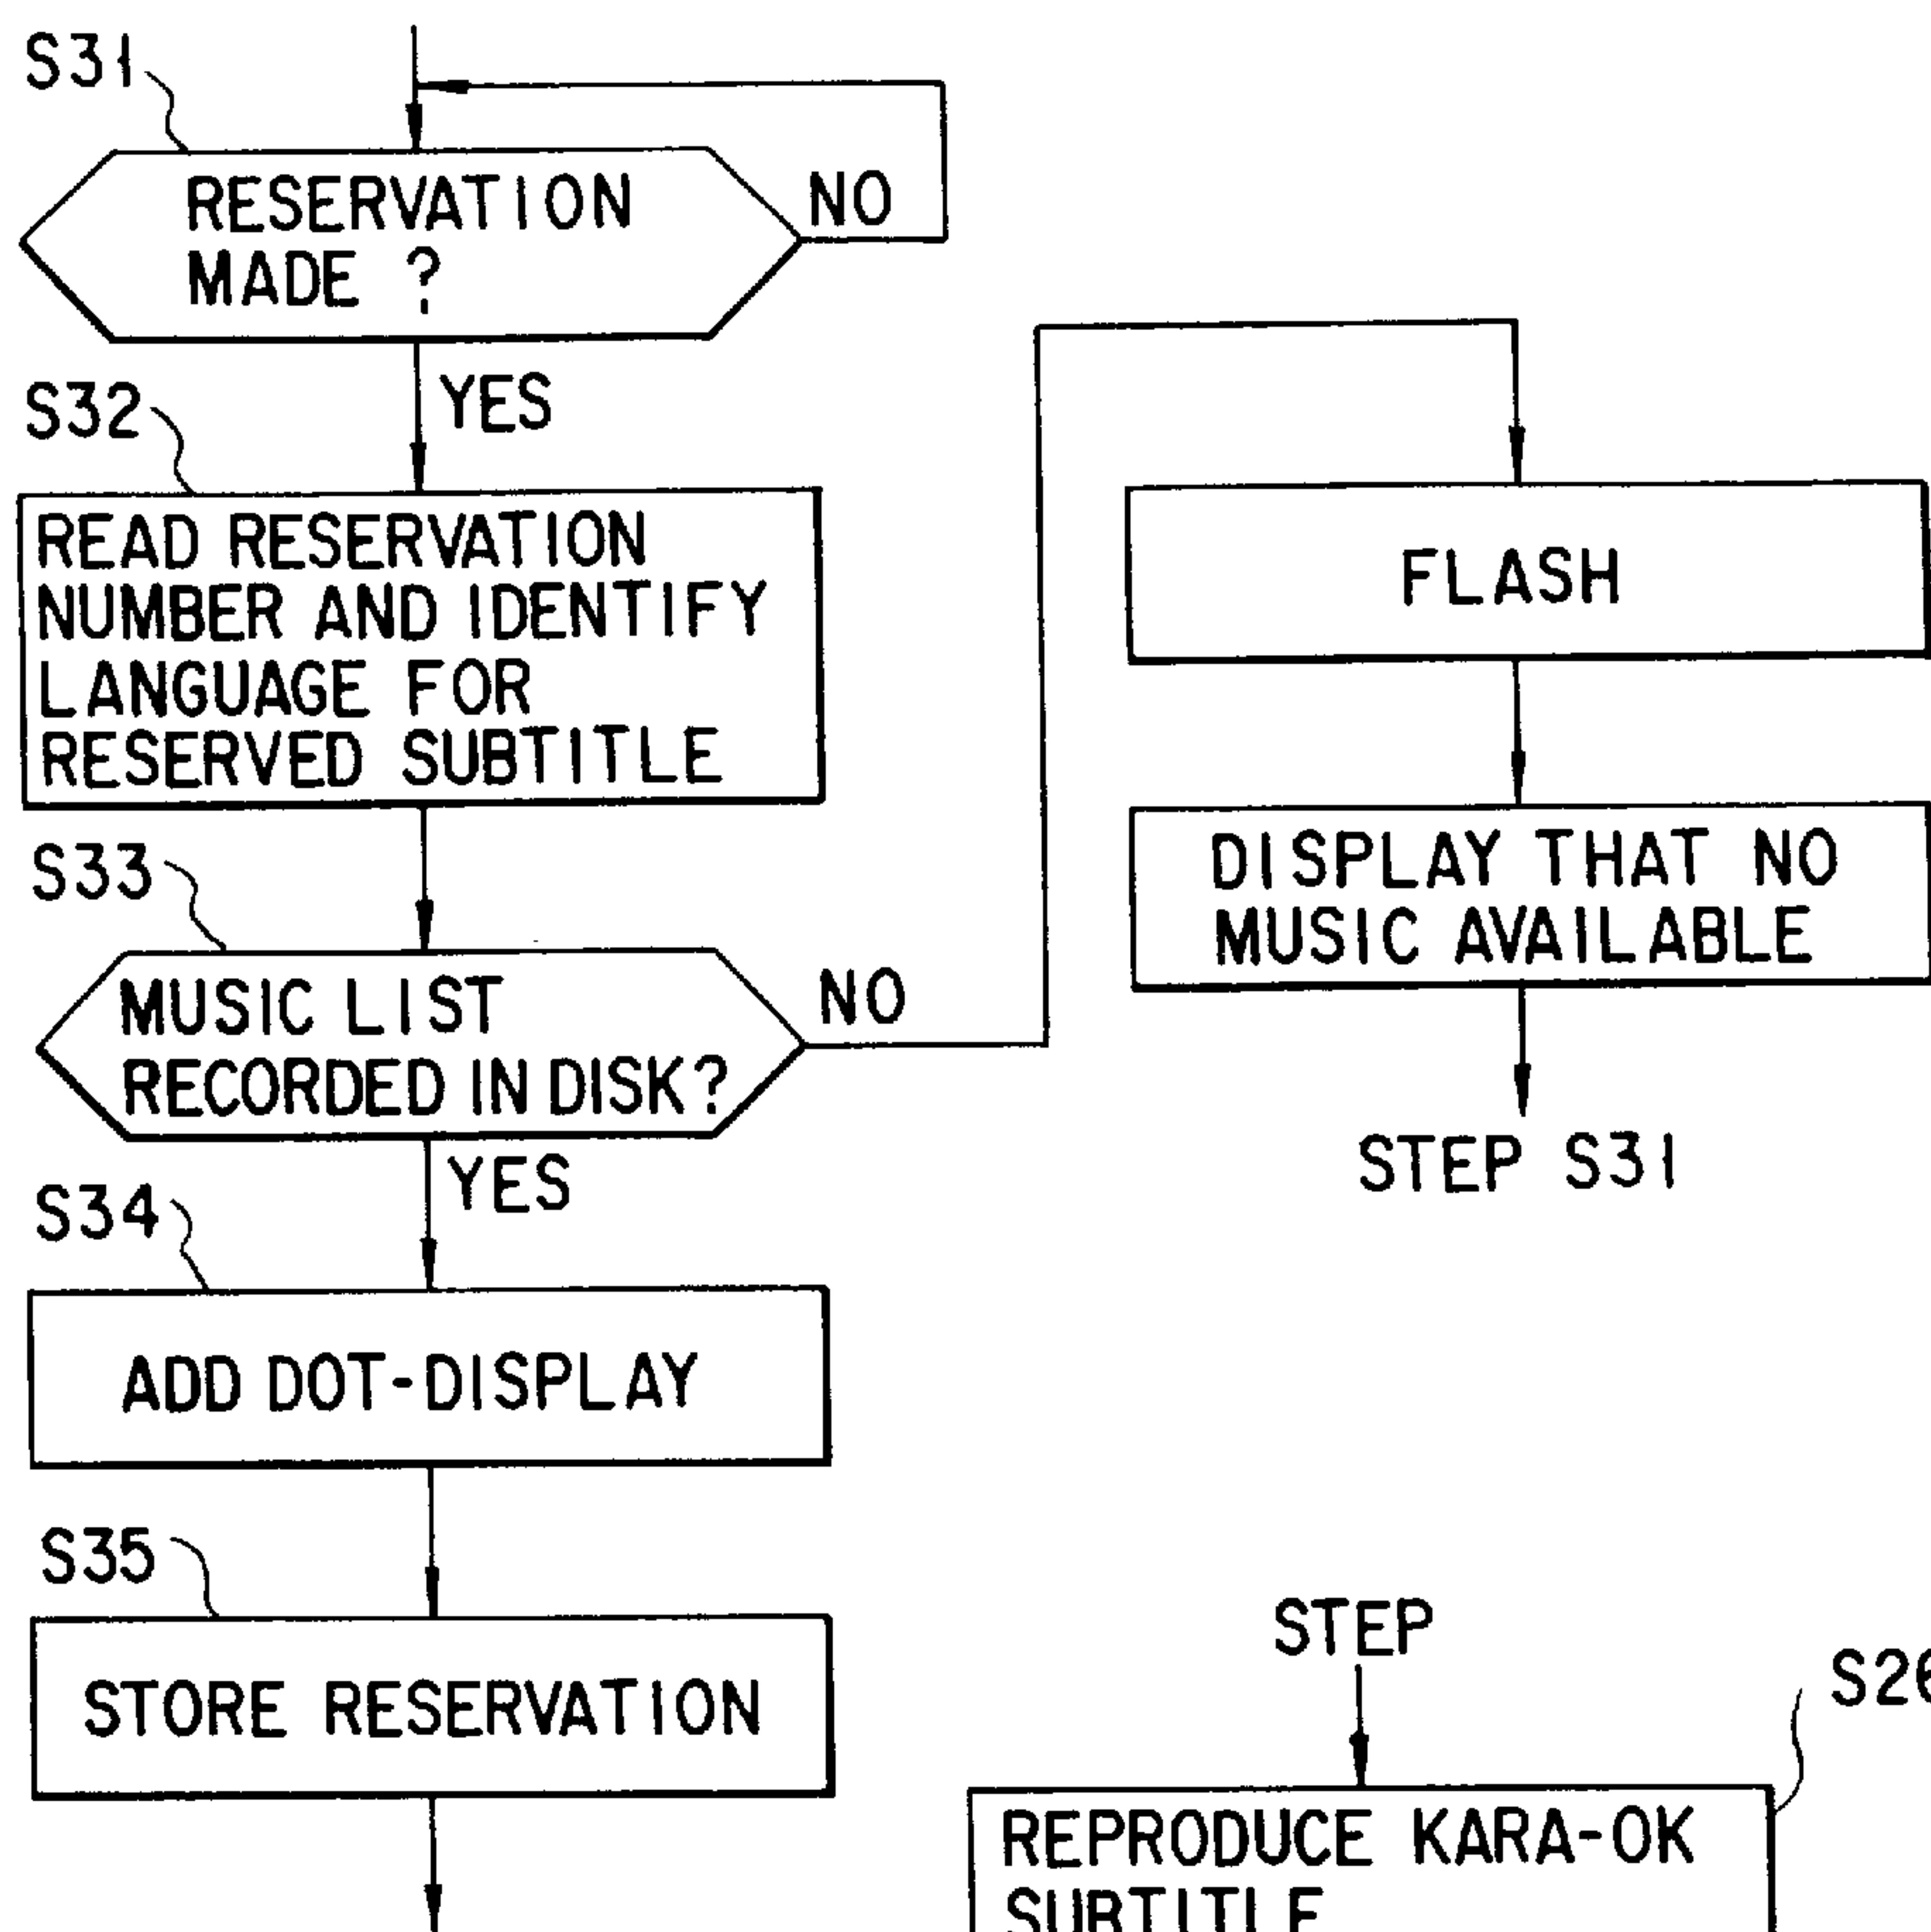 S31
RESERVATION
MADE ?
NO
YES
S32
READ RESERVATION
NUMBER AND IDENTIFY
LANGUAGE FOR
RESERVED SUBTITLE
S33
MUSIC LIST
RECORDED IN DISK?
NO
YES
S34
ADD DOT-DISPLAY
S35
STORE RESERVATION
FLASH
DISPLAY THAT NO
MUSIC AVAILABLE
STEP S31
STEP
S26
REPRODUCE KARA-OK
SUBTITLE